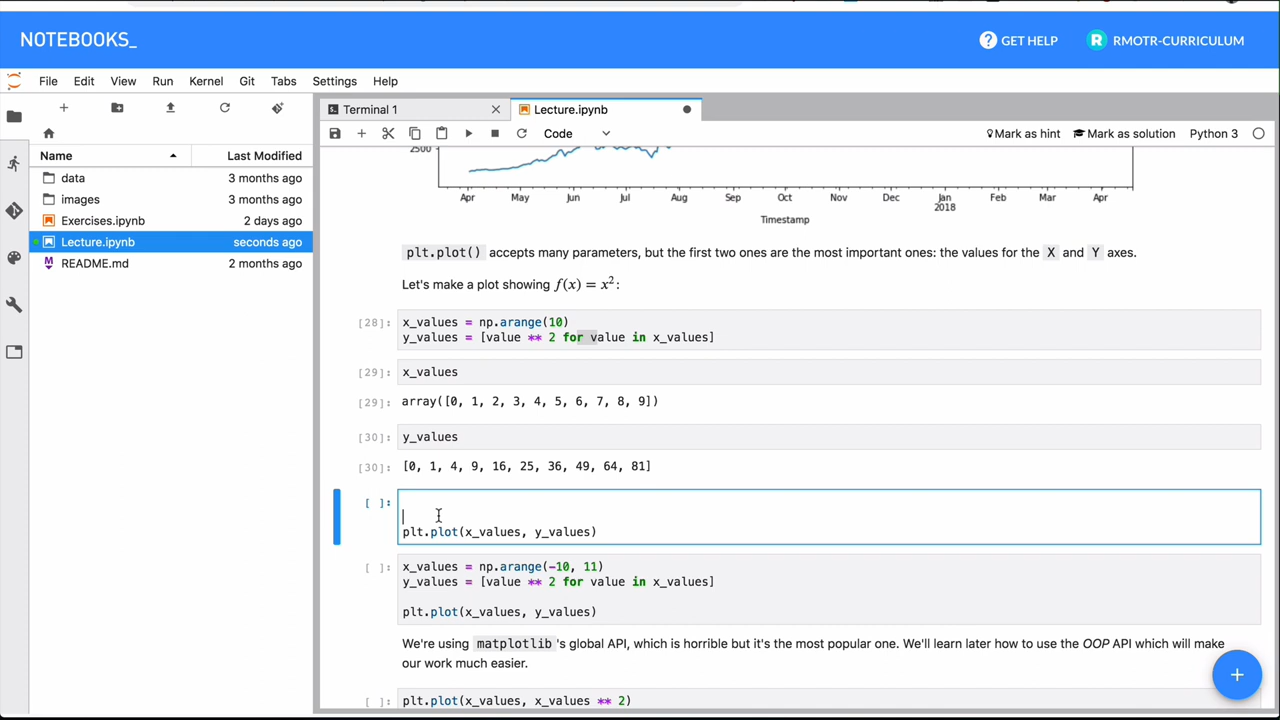 NOTEBOOKS_
GET HELP
R RMOTR-CURRICULUM
File Edit View Run Kernel Git Tabs Settings Help
Terminal 1
Lecture.ipynb
Code
Mark as hint
Mark as solution
Python 3
Name Last Modified
data 3 months ago
images 3 months ago
Exercises.ipynb 2 days ago
Lecture.ipynb seconds ago
README.md 2 months ago
2500
Apr May Jun Jul Aug Sep Oct Nov Dec Jan Feb Mar Apr
2018
Timestamp
plt.plot() accepts many parameters, but the first two ones are the most important ones: the values for the X and Y axes.
Let's make a plot showing f(x) = x²:
[28]: x_values = np.arange(10)
y_values = [value ** 2 for value in x_values]
[29]: x_values
[29]: array([0, 1, 2, 3, 4, 5, 6, 7, 8, 9])
[30]: y_values
[30]: [0, 1, 4, 9, 16, 25, 36, 49, 64, 81]
[ ]:
plt.plot(x_values, y_values)
[ ]: x_values = np.arange(-10, 11)
y_values = [value ** 2 for value in x_values]
plt.plot(x_values, y_values)
We're using matplotlib's global API, which is horrible but it's the most popular one. We'll learn later how to use the OOP API which will make
our work much easier.
[ ]: plt.plot(x_values, x_values ** 2)